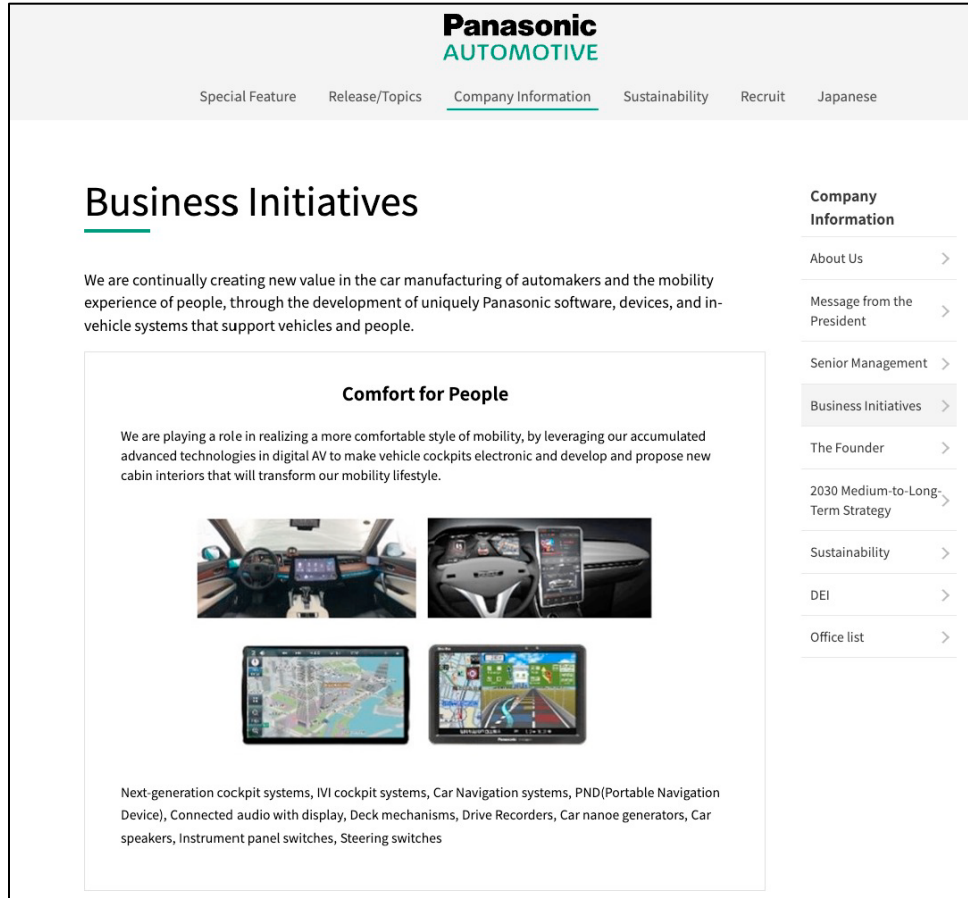 Panasonic
AUTOMOTIVE
Special Feature
Release/Topics
Company Information
Sustainability
Recruit
Japanese
Business Initiatives
We are continually creating new value in the car manufacturing of automakers and the mobility
experience of people, through the development of uniquely Panasonic software, devices, and in-
vehicle systems that support vehicles and people.
Comfort for People
We are playing a role in realizing a more comfortable style of mobility, by leveraging our accumulated
advanced technologies in digital AV to make vehicle cockpits electronic and develop and propose new
cabin interiors that will transform our mobility lifestyle.
Panasonic
Next-generation cockpit systems, IVI cockpit systems, Car Navigation systems, PND(Portable Navigation
Device), Connected audio with display, Deck mechanisms, Drive Recorders, Car nanoe generators, Car
speakers, Instrument panel switches, Steering switches
Company
Information
About Us
Message from the
President
Senior Management
Business Initiatives
The Founder
2030 Medium-to-Long-
Term Strategy
Sustainability
DEI
Office list